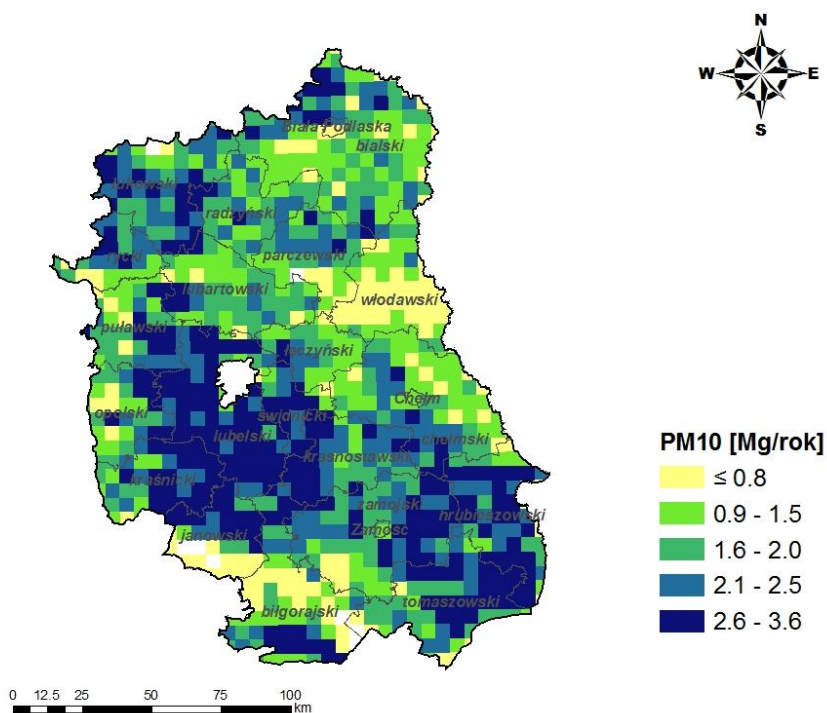 N
W E
S
Biała Podlaska
bialski
łukowski
radzyński
rycki
parczewski
lubartowski
włodawski
puławski
łęczyński
Chełm
opolski
świdnicki
lubelski
chełmski
krasnostawski
kraśnicki
zamojski
hrubieszowski
Zamość
janowski
tomaszowski
biłgorajski
PM10 [Mg/rok]
≤ 0.8
0.9 - 1.5
1.6 - 2.0
2.1 - 2.5
2.6 - 3.6
0 12.5 25 50 75 100
km